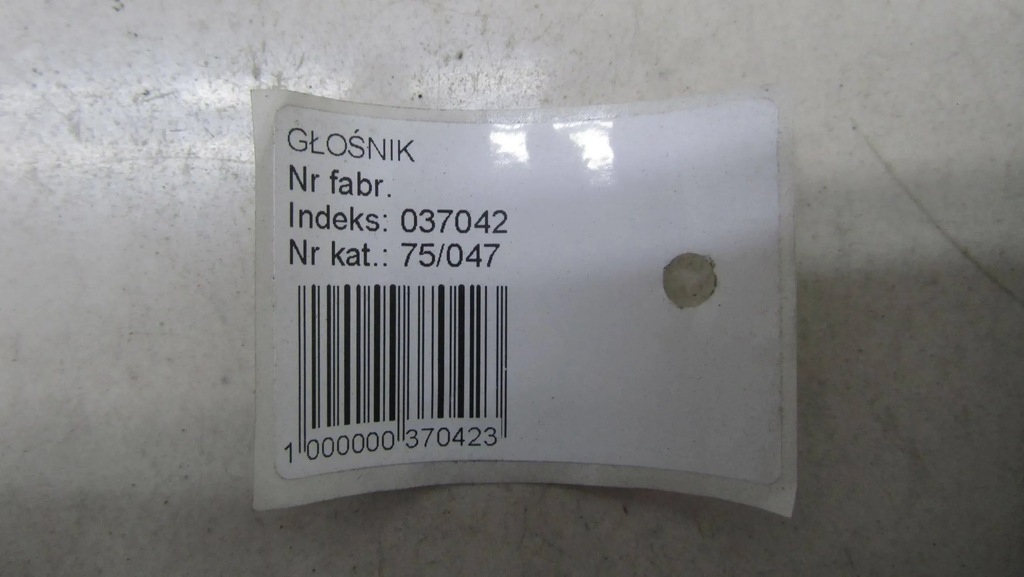 GŁOŚNIK
Nr fabr.
Indeks: 037042
Nr kat.: 75/047
1 000000 370423